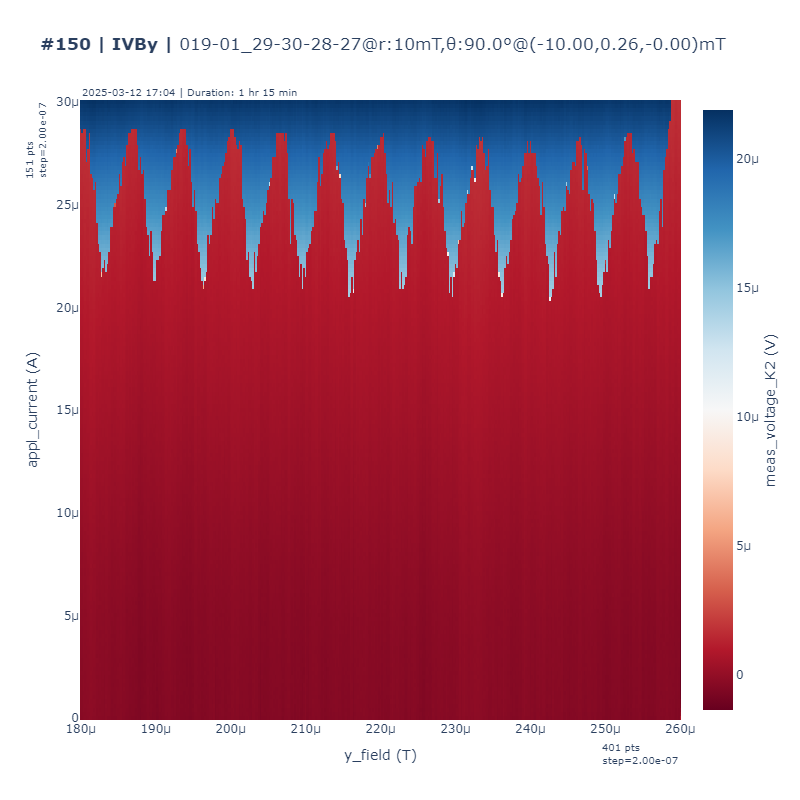 #150 | IVBy | 019-01_29-30-28-27@r:10mT,θ:90.0°@(-10.00,0.26,-0.00)mT
2025-03-12 17:04 | Duration: 1 hr 15 min
151 pts
step=2.00e-07
appl_current (A)
30μ
25μ
20μ
15μ
10μ
5μ
0
180μ
190μ
200μ
210μ
220μ
230μ
240μ
250μ
260μ
y_field (T)
401 pts
step=2.00e-07
20μ
15μ
10μ
5μ
0
meas_voltage_K2 (V)